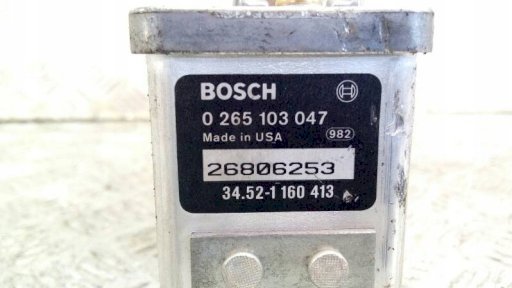 BOSCH
0 265 103 047
Made in USA 982
26806253
34.52-1 160 413